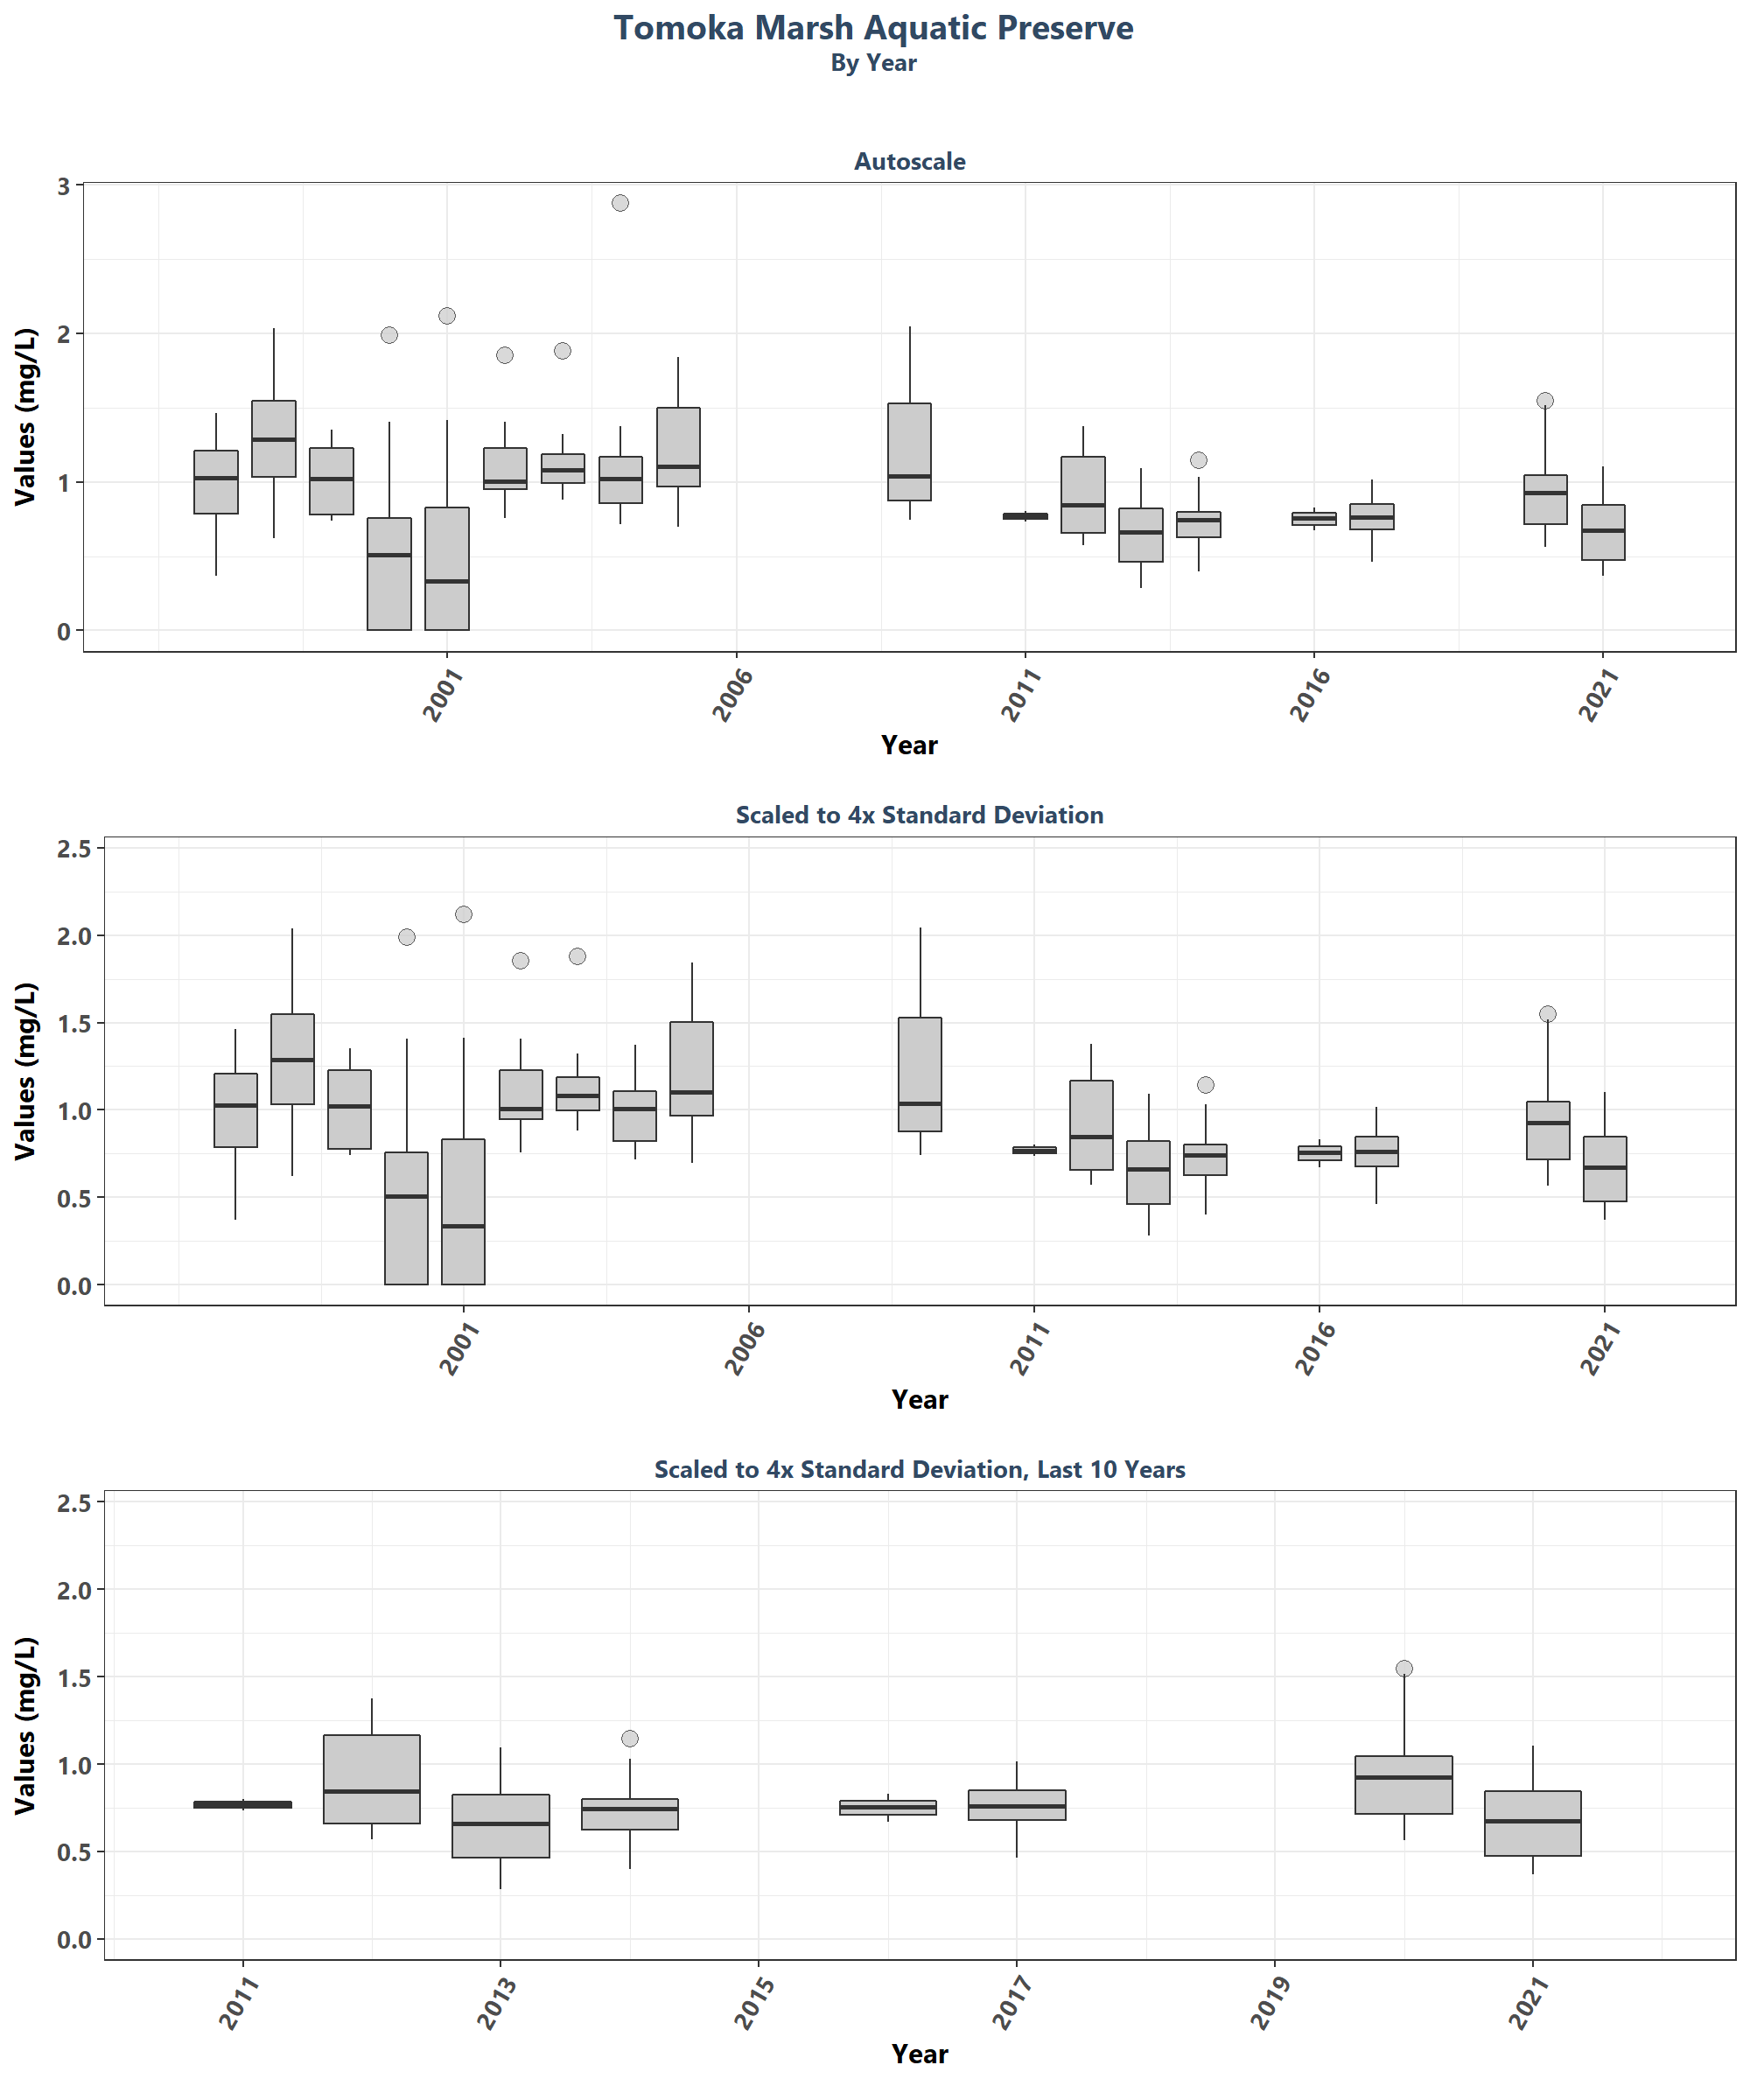 Tomoka Marsh Aquatic Preserve
By Year
Autoscale
Values (mg/L)
3
2
1
0
2001
2006
2011
2016
2021
Year
Scaled to 4x Standard Deviation
Values (mg/L)
2.5
2.0
1.5
1.0
0.5
0.0
2001
2006
2011
2016
2021
Year
Scaled to 4x Standard Deviation, Last 10 Years
Values (mg/L)
2.5
2.0
1.5
1.0
0.5
0.0
2011
2013
2015
2017
2019
2021
Year